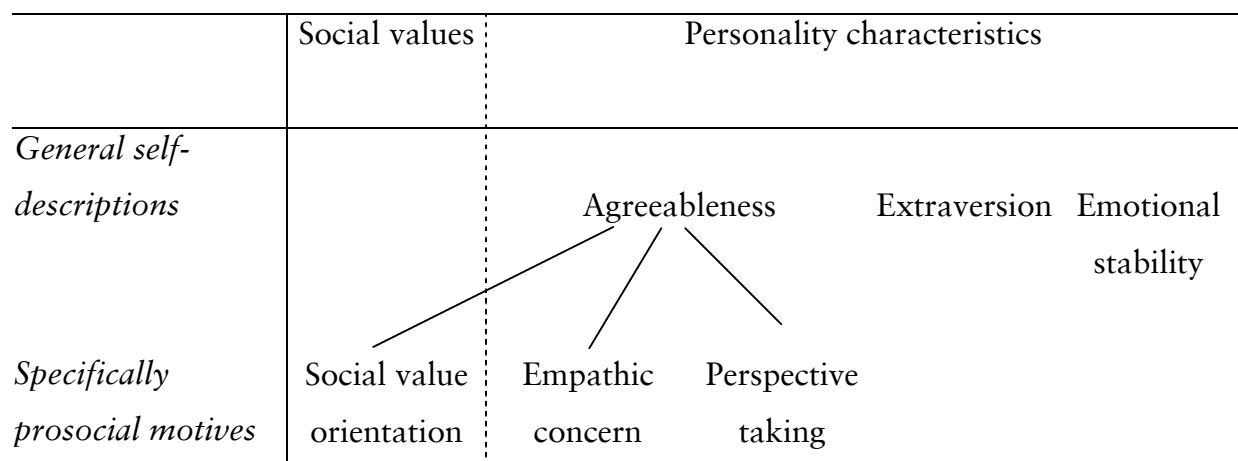 Social values Personality characteristics
General self-
descriptions Agreeableness Extraversion Emotional
stability
Specifically Social value Empathic Perspective
prosocial motives orientation concern taking